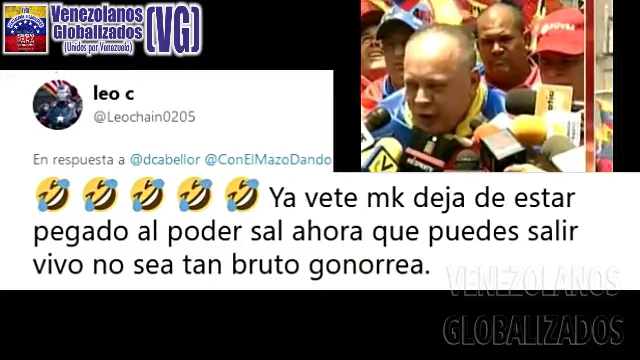 Venezolanos
Globalizados
(Unidos por Venezuela)
(VG)
leo c
@Leochain0205
En respuesta a @dcabellor @ConElMazoDando
🤣 🤣 🤣 🤣 🤣 Ya vete mk deja de estar
pegado al poder sal ahora que puedes salir
vivo no sea tan bruto gonorrea.
VENEZOLANOS
GLOBALIZADOS